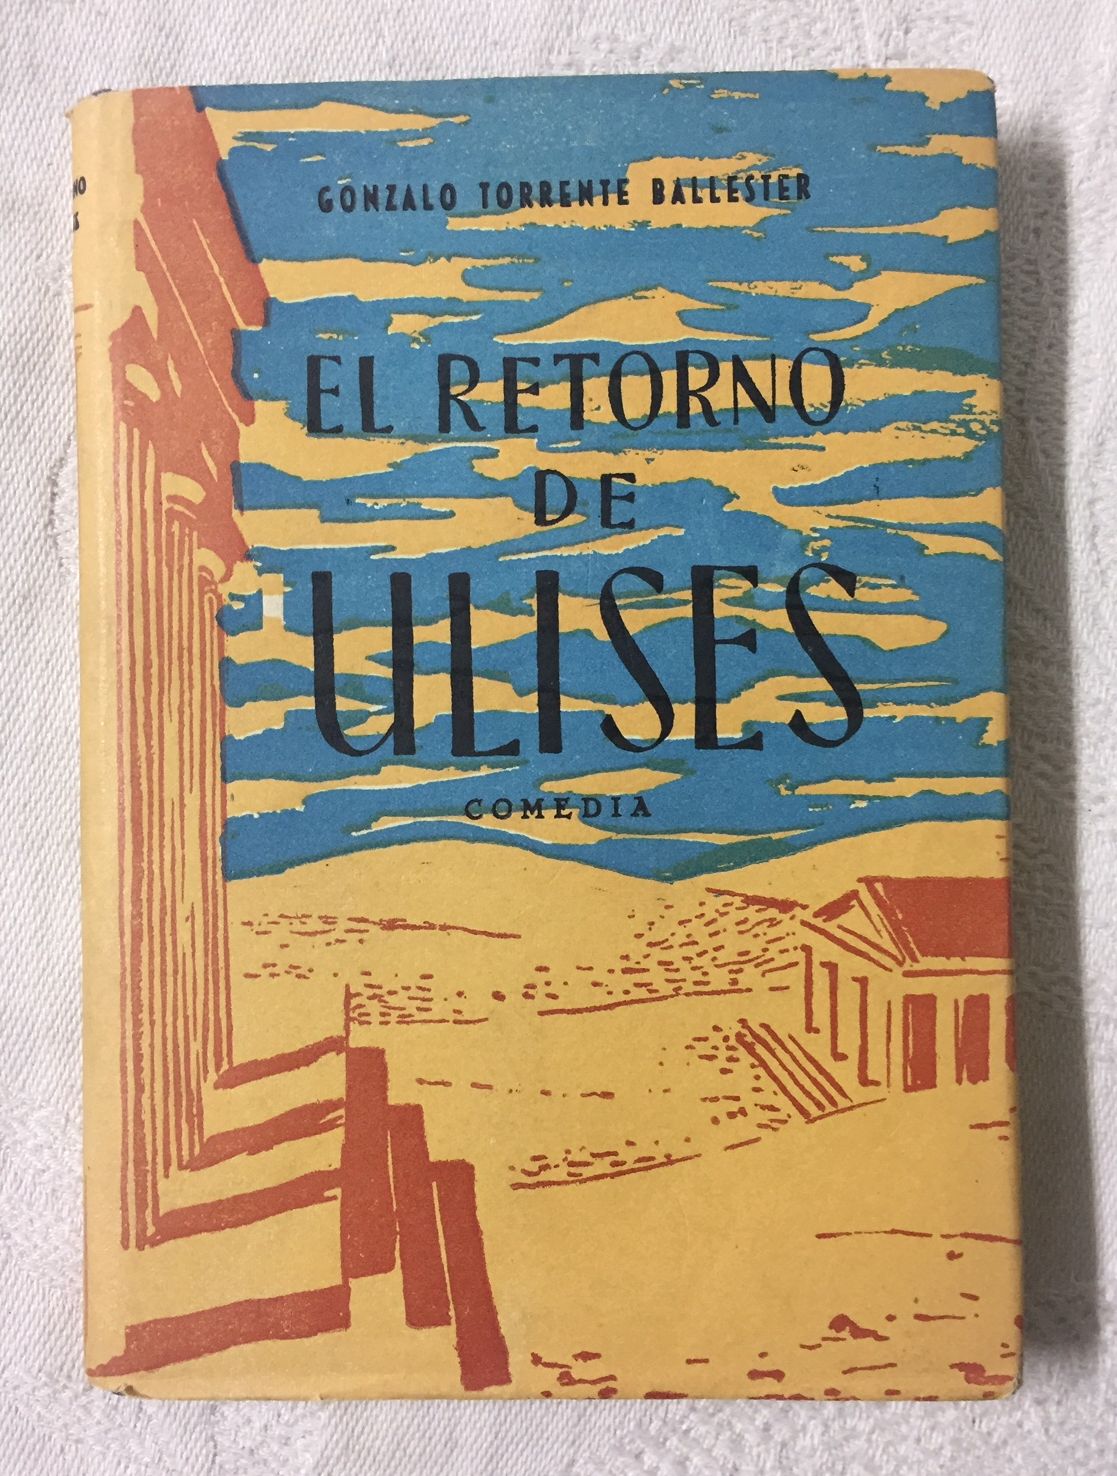 GONZALO TORRENTE BALLESTER
EL RETORNO
DE
ULISES
COMEDIA